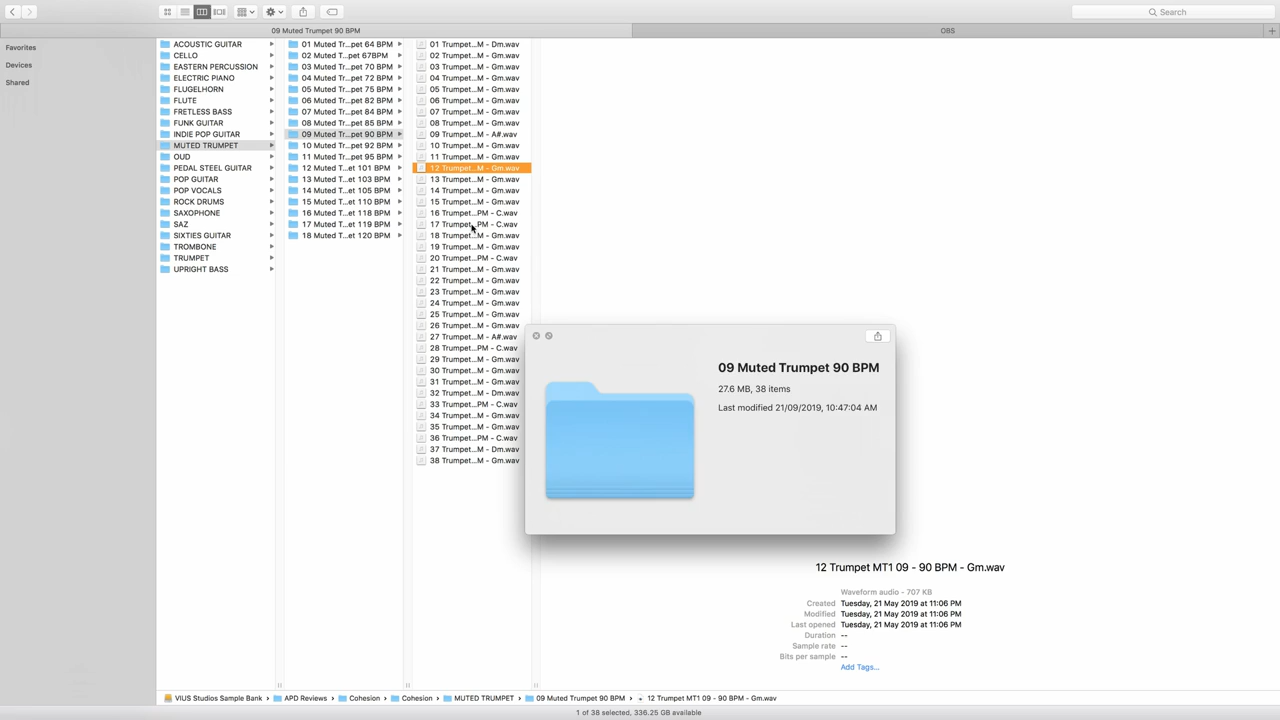 Search
09 Muted Trumpet 90 BPM
OBS
Favorites
Devices
Shared
ACOUSTIC GUITAR
CELLO
EASTERN PERCUSSION
ELECTRIC PIANO
FLUGELHORN
FLUTE
FRETLESS BASS
FUNK GUITAR
INDIE POP GUITAR
MUTED TRUMPET
OUD
PEDAL STEEL GUITAR
POP GUITAR
POP VOCALS
ROCK DRUMS
SAXOPHONE
SAZ
SIXTIES GUITAR
TROMBONE
TRUMPET
UPRIGHT BASS
01 Muted Tr...pet 64 BPM
02 Muted T...pet 67BPM
03 Muted Tr...pet 70 BPM
04 Muted Tr...pet 72 BPM
05 Muted Tr...pet 75 BPM
06 Muted Tr...pet 82 BPM
07 Muted Tr...pet 84 BPM
08 Muted Tr...pet 85 BPM
09 Muted Tr...pet 90 BPM
10 Muted Tr...pet 92 BPM
11 Muted Tr...pet 95 BPM
12 Muted T...et 101 BPM
13 Muted T...et 103 BPM
14 Muted T...et 105 BPM
15 Muted T...et 110 BPM
16 Muted T...et 118 BPM
17 Muted T...et 119 BPM
18 Muted T...et 120 BPM
01 Trumpet...M - Dm.wav
02 Trumpet...M - Gm.wav
03 Trumpet...M - Gm.wav
04 Trumpet...M - Gm.wav
05 Trumpet...M - Gm.wav
06 Trumpet...M - Gm.wav
07 Trumpet...M - Gm.wav
08 Trumpet...M - Gm.wav
09 Trumpet...M - A#.wav
10 Trumpet...M - Gm.wav
11 Trumpet...M - Gm.wav
12 Trumpet...M - Gm.wav
13 Trumpet...M - Gm.wav
14 Trumpet...M - Gm.wav
15 Trumpet...M - Gm.wav
16 Trumpet...PM - C.wav
17 Trumpet...PM - C.wav
18 Trumpet...M - Gm.wav
19 Trumpet...M - Gm.wav
20 Trumpet...PM - C.wav
21 Trumpet...M - Gm.wav
22 Trumpet...M - Gm.wav
23 Trumpet...M - Gm.wav
24 Trumpet...M - Gm.wav
25 Trumpet...M - Gm.wav
26 Trumpet...M - Gm.wav
27 Trumpet...M - A#.wav
28 Trumpet...PM - C.wav
29 Trumpet...M - Gm.wav
30 Trumpet...M - Gm.wav
31 Trumpet...M - Gm.wav
32 Trumpet...M - Dm.wav
33 Trumpet...PM - C.wav
34 Trumpet...M - Gm.wav
35 Trumpet...M - Gm.wav
36 Trumpet...PM - C.wav
37 Trumpet...M - Dm.wav
38 Trumpet...M - Gm.wav
09 Muted Trumpet 90 BPM
27.6 MB, 38 items
Last modified 21/09/2019, 10:47:04 AM
12 Trumpet MT1 09 - 90 BPM - Gm.wav
Waveform audio - 707 KB
Created Tuesday, 21 May 2019 at 11:06 PM
Modified Tuesday, 21 May 2019 at 11:06 PM
Last opened Tuesday, 21 May 2019 at 11:06 PM
Duration --
Sample rate --
Bits per sample --
Add Tags...
VIUS Studios Sample Bank › APD Reviews › Cohesion › Cohesion › MUTED TRUMPET › 09 Muted Trumpet 90 BPM › 12 Trumpet MT1 09 - 90 BPM - Gm.wav
1 of 38 selected, 336.25 GB available